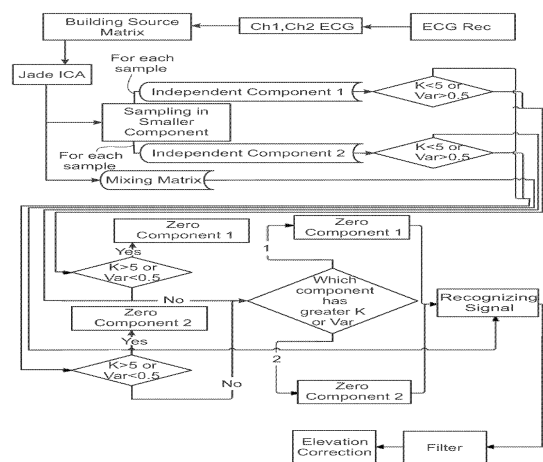 Building Source
Matrix
Ch1,Ch2 ECG
ECG Rec
Jade ICA
For each
sample
Independent Component 1
K<5 or
Var>0.5
Sampling in
Smaller
Component
For each
sample
Independent Component 2
K<5 or
Var>0.5
Mixing Matrix
Zero
Component 1
Yes
K>5 or
Var<0.5
No
Zero
Component 2
Yes
K>5 or
Var<0.5
No
Zero
Component 1
1
Which
component
has
greater K
or Var
2
Zero
Component 2
Recognizing
Signal
Elevation
Correction
Filter